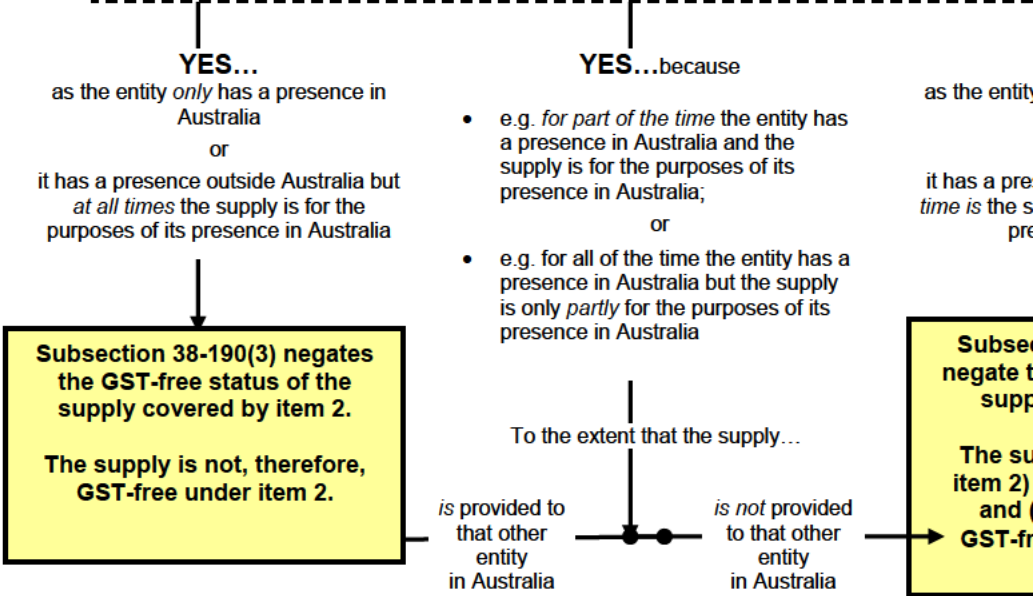 YES…
as the entity only has a presence in
Australia
or
it has a presence outside Australia but
at all times the supply is for the
purposes of its presence in Australia
Subsection 38-190(3) negates
the GST-free status of the
supply covered by item 2.
The supply is not, therefore,
GST-free under item 2.
YES…because
• e.g. for part of the time the entity has
a presence in Australia and the
supply is for the purposes of its
presence in Australia;
or
• e.g. for all of the time the entity has a
presence in Australia but the supply
is only partly for the purposes of its
presence in Australia
To the extent that the supply…
is provided to
that other
entity
in Australia
is not provided
to that other
entity
in Australia
as the entity
it has a
time is the
negate
The
item 2)
and